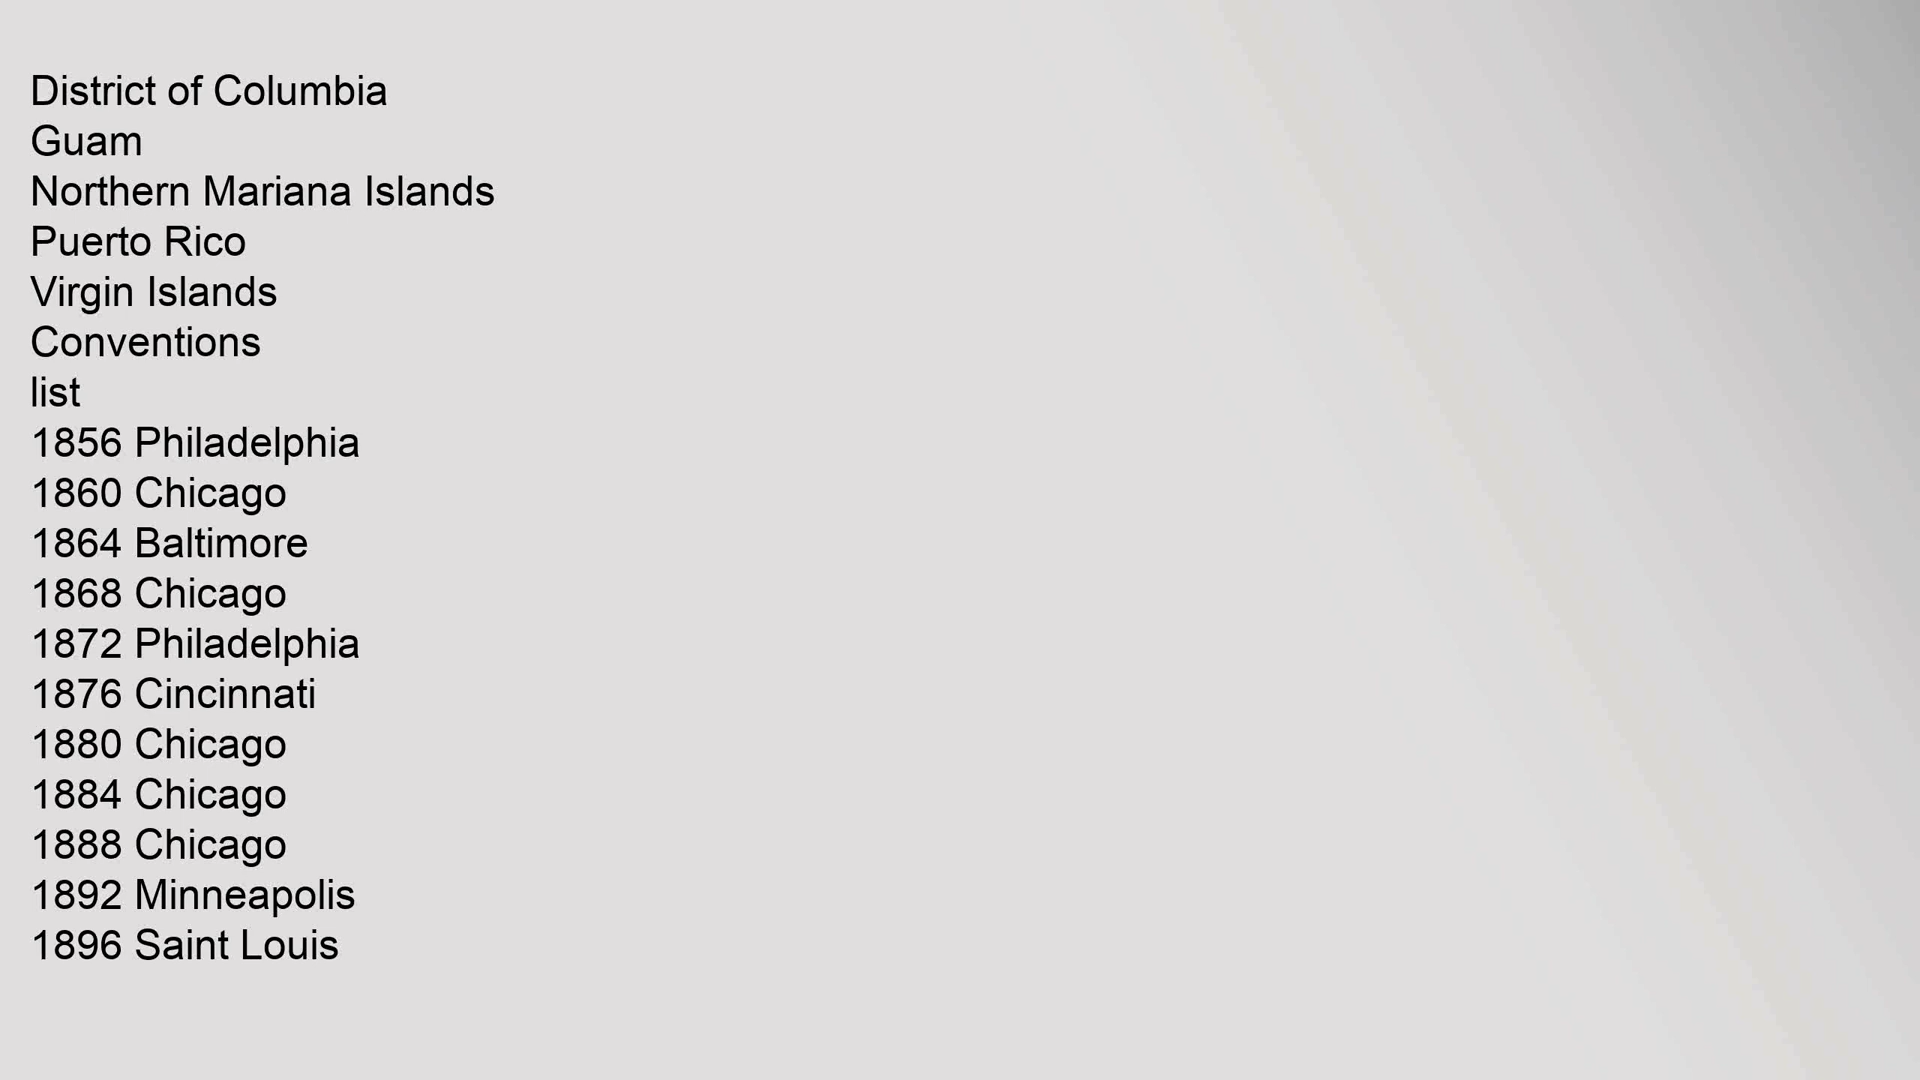 District of Columbia
Guam
Northern Mariana Islands
Puerto Rico
Virgin Islands
Conventions
list
1856 Philadelphia
1860 Chicago
1864 Baltimore
1868 Chicago
1872 Philadelphia
1876 Cincinnati
1880 Chicago
1884 Chicago
1888 Chicago
1892 Minneapolis
1896 Saint Louis